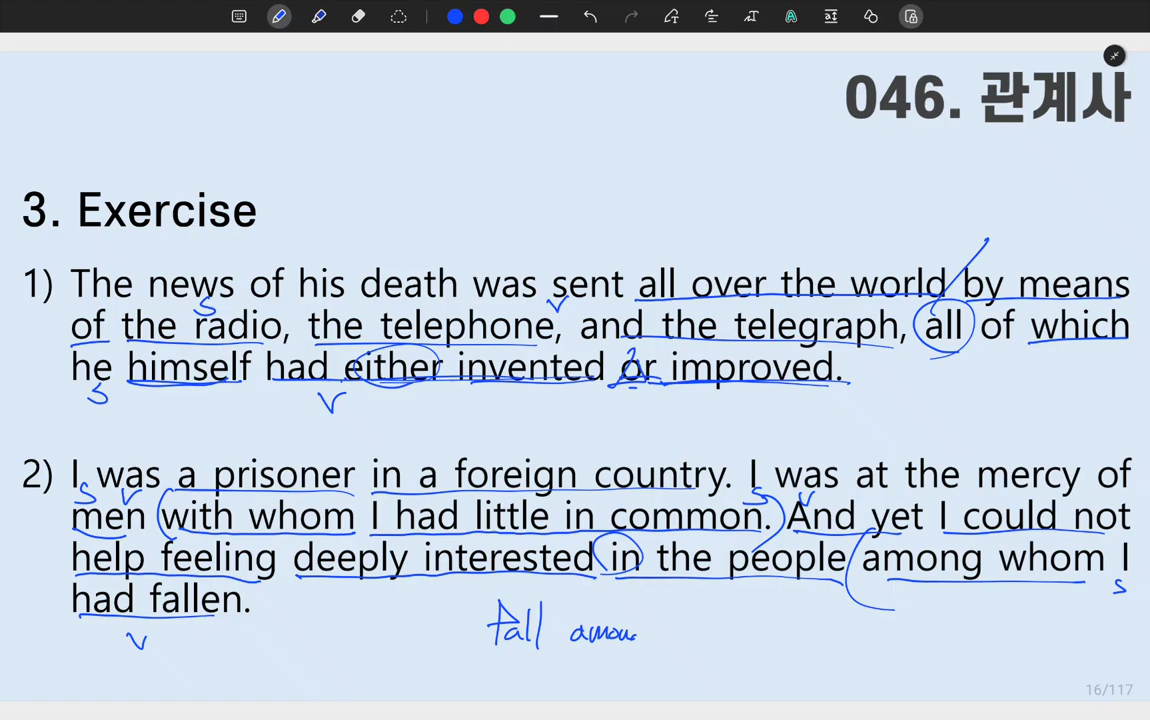 046. 관계사
3. Exercise
1) The news of his death was sent all over the world by means
of the radio, the telephone, and the telegraph, all of which
he himself had either invented or improved.
s
v
s
v
2) I was a prisoner in a foreign country. I was at the mercy of
s v
s v
men with whom I had little in common. And yet I could not
help feeling deeply interested in the people among whom I
s
had fallen.
v
fall amon
16/117